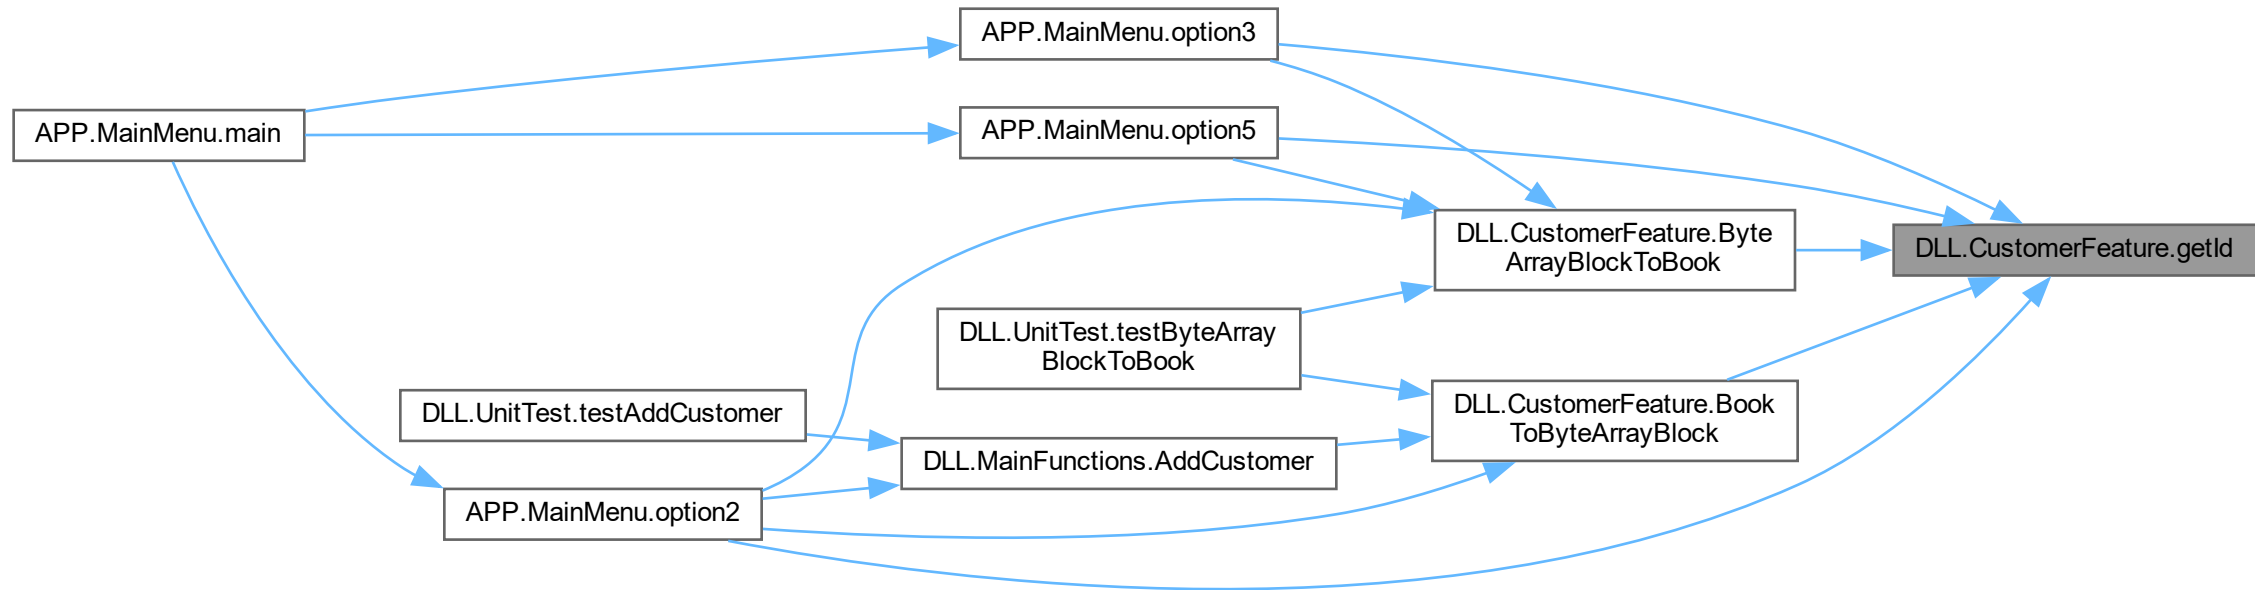 APP.MainMenu.option3
APP.MainMenu.main
APP.MainMenu.option5
DLL.CustomerFeature.Byte
ArrayBlockToBook
DLL.CustomerFeature.getId
DLL.UnitTest.testByteArray
BlockToBook
DLL.UnitTest.testAddCustomer
DLL.CustomerFeature.Book
ToByteArrayBlock
DLL.MainFunctions.AddCustomer
APP.MainMenu.option2